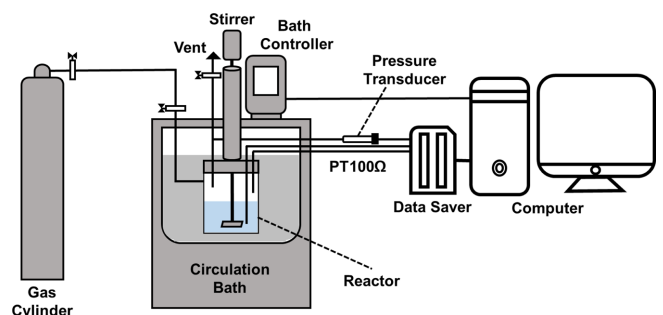 Stirrer
Bath
Controller
Vent
Pressure
Transducer
PT100Ω
Data Saver
Computer
Circulation
Bath
Reactor
Gas
Cylinder